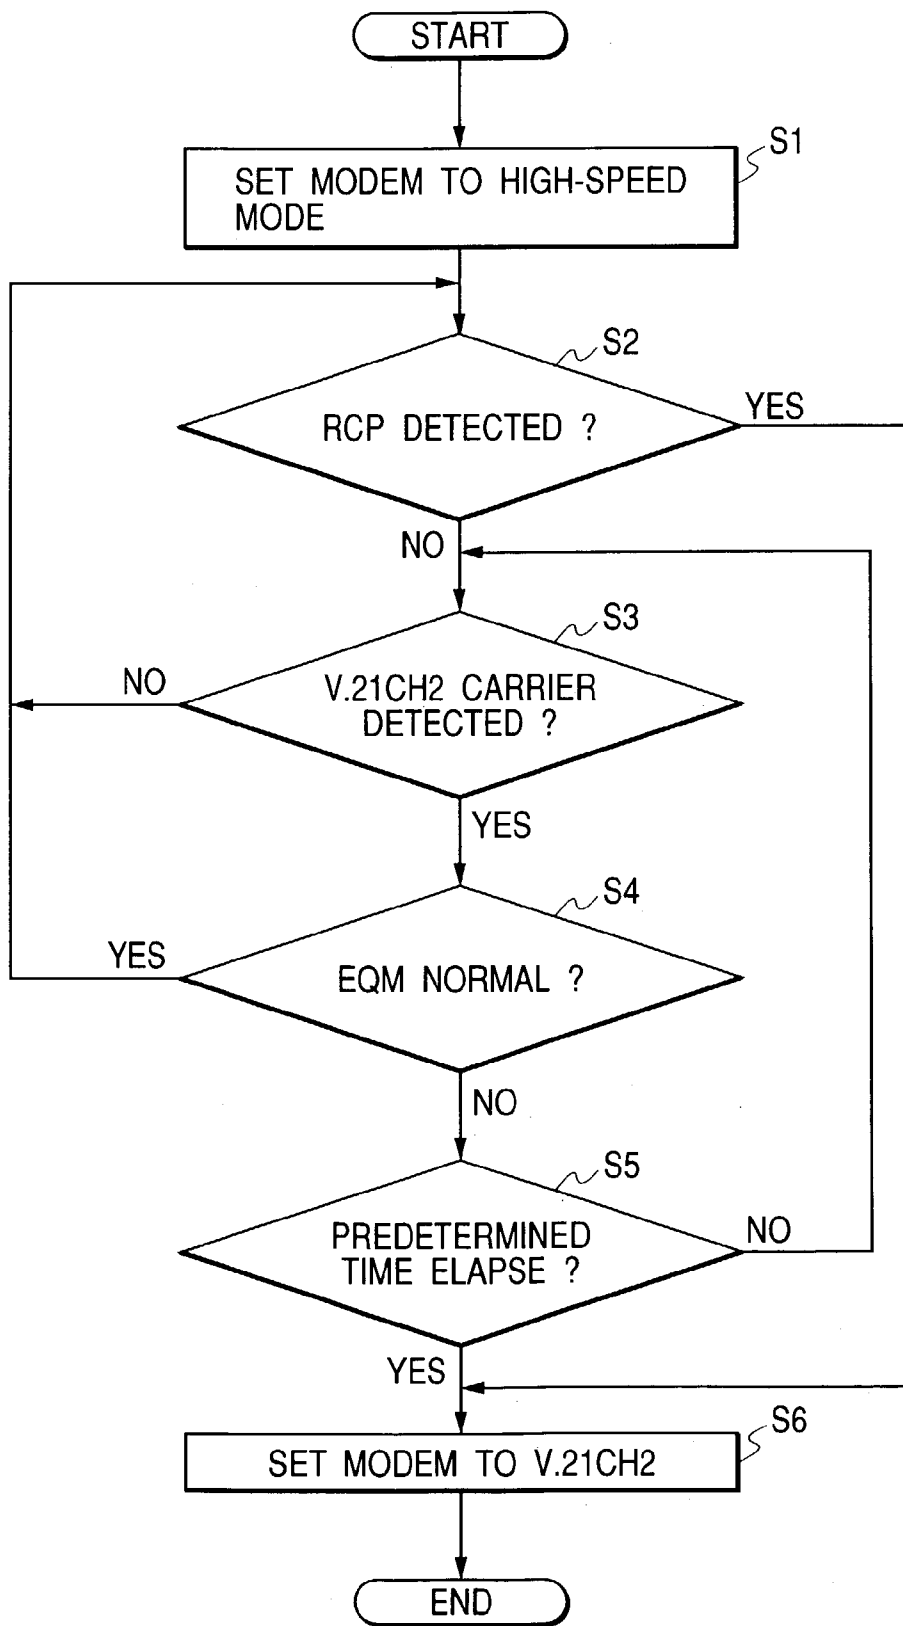 START
S1
SET MODEM TO HIGH-SPEED
MODE
S2
RCP DETECTED ?
YES
NO
S3
V.21CH2 CARRIER
DETECTED ?
NO
YES
S4
EQM NORMAL ?
YES
NO
S5
PREDETERMINED
TIME ELAPSE ?
NO
YES
S6
SET MODEM TO V.21CH2
END